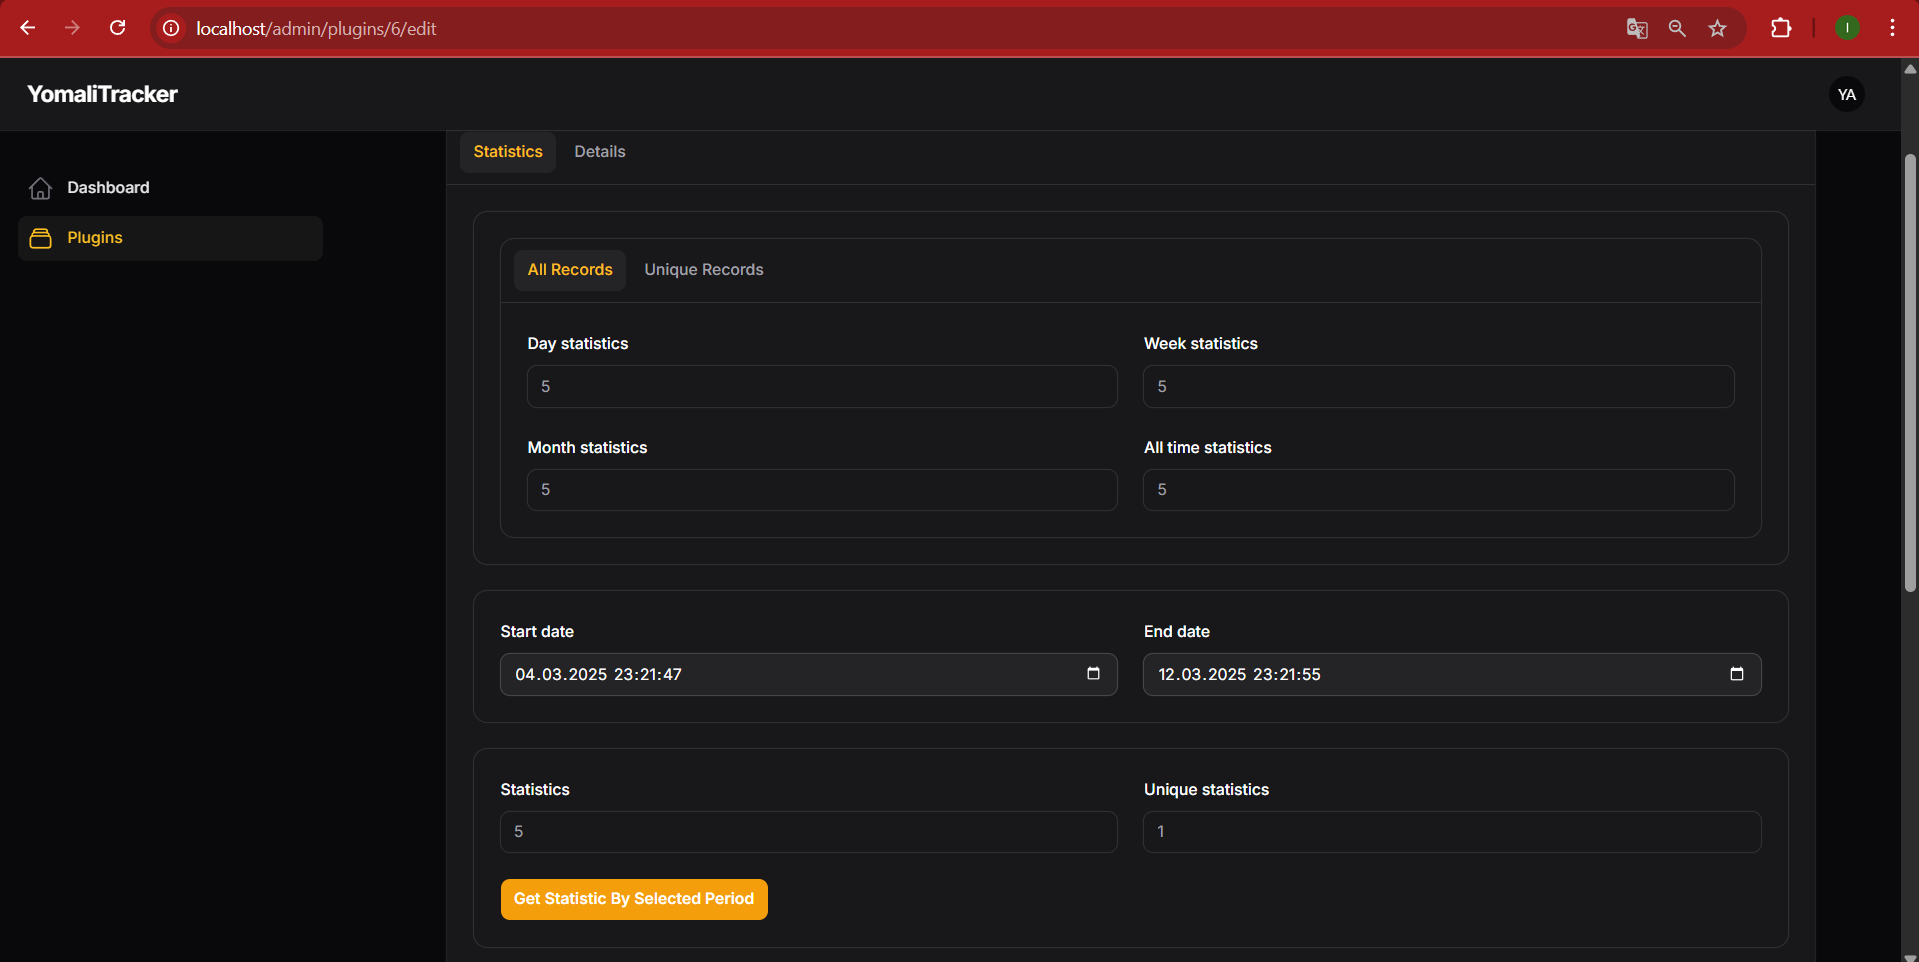 localhost/admin/plugins/6/edit
I
YomaliTracker
YA
Dashboard
Plugins
Statistics Details
All Records Unique Records
Day statistics Week statistics
5 5
Month statistics All time statistics
5 5
Start date End date
04.03.2025 23:21:47 12.03.2025 23:21:55
Statistics Unique statistics
5 1
Get Statistic By Selected Period